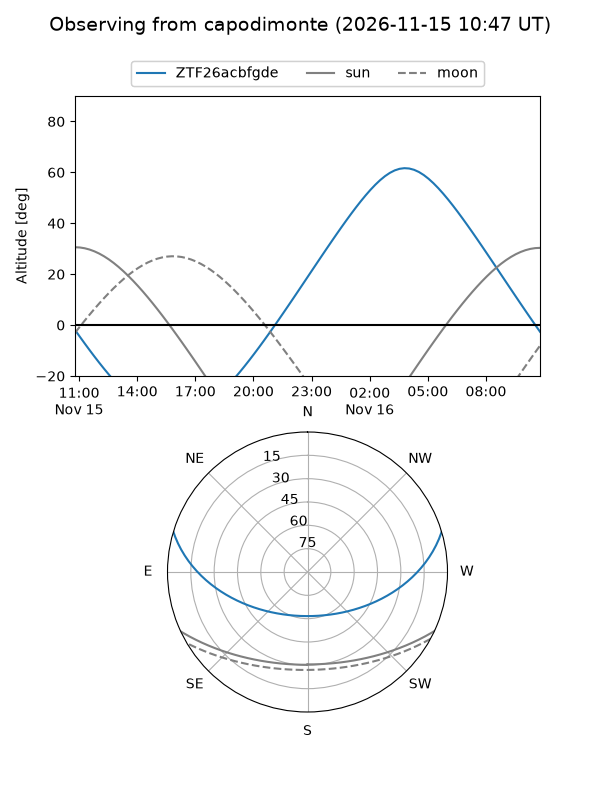 Observing from capodimonte (2026-11-15 10:47 UT)
ZTF26acbfgde sun moon
Altitude [deg]
80
60
40
20
0
−20
11:00 14:00 17:00 20:00 23:00 02:00 05:00 08:00
Nov 15 Nov 16
N
NE NW
15
30
45
60
75
E W
SE SW
S